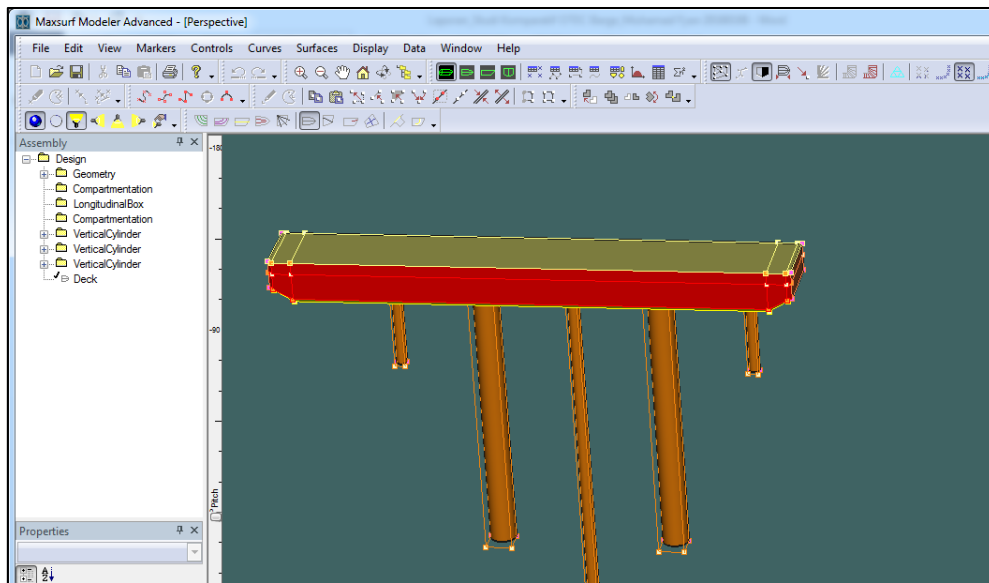 Maxsurf Modeler Advanced - [Perspective]
File Edit View Markers Controls Curves Surfaces Display Data Window Help
Assembly
Design
Geometry
Compartmentation
LongitudinalBox
Compartmentation
VerticalCylinder
VerticalCylinder
VerticalCylinder
Deck
-180
-90
Pitch
Properties